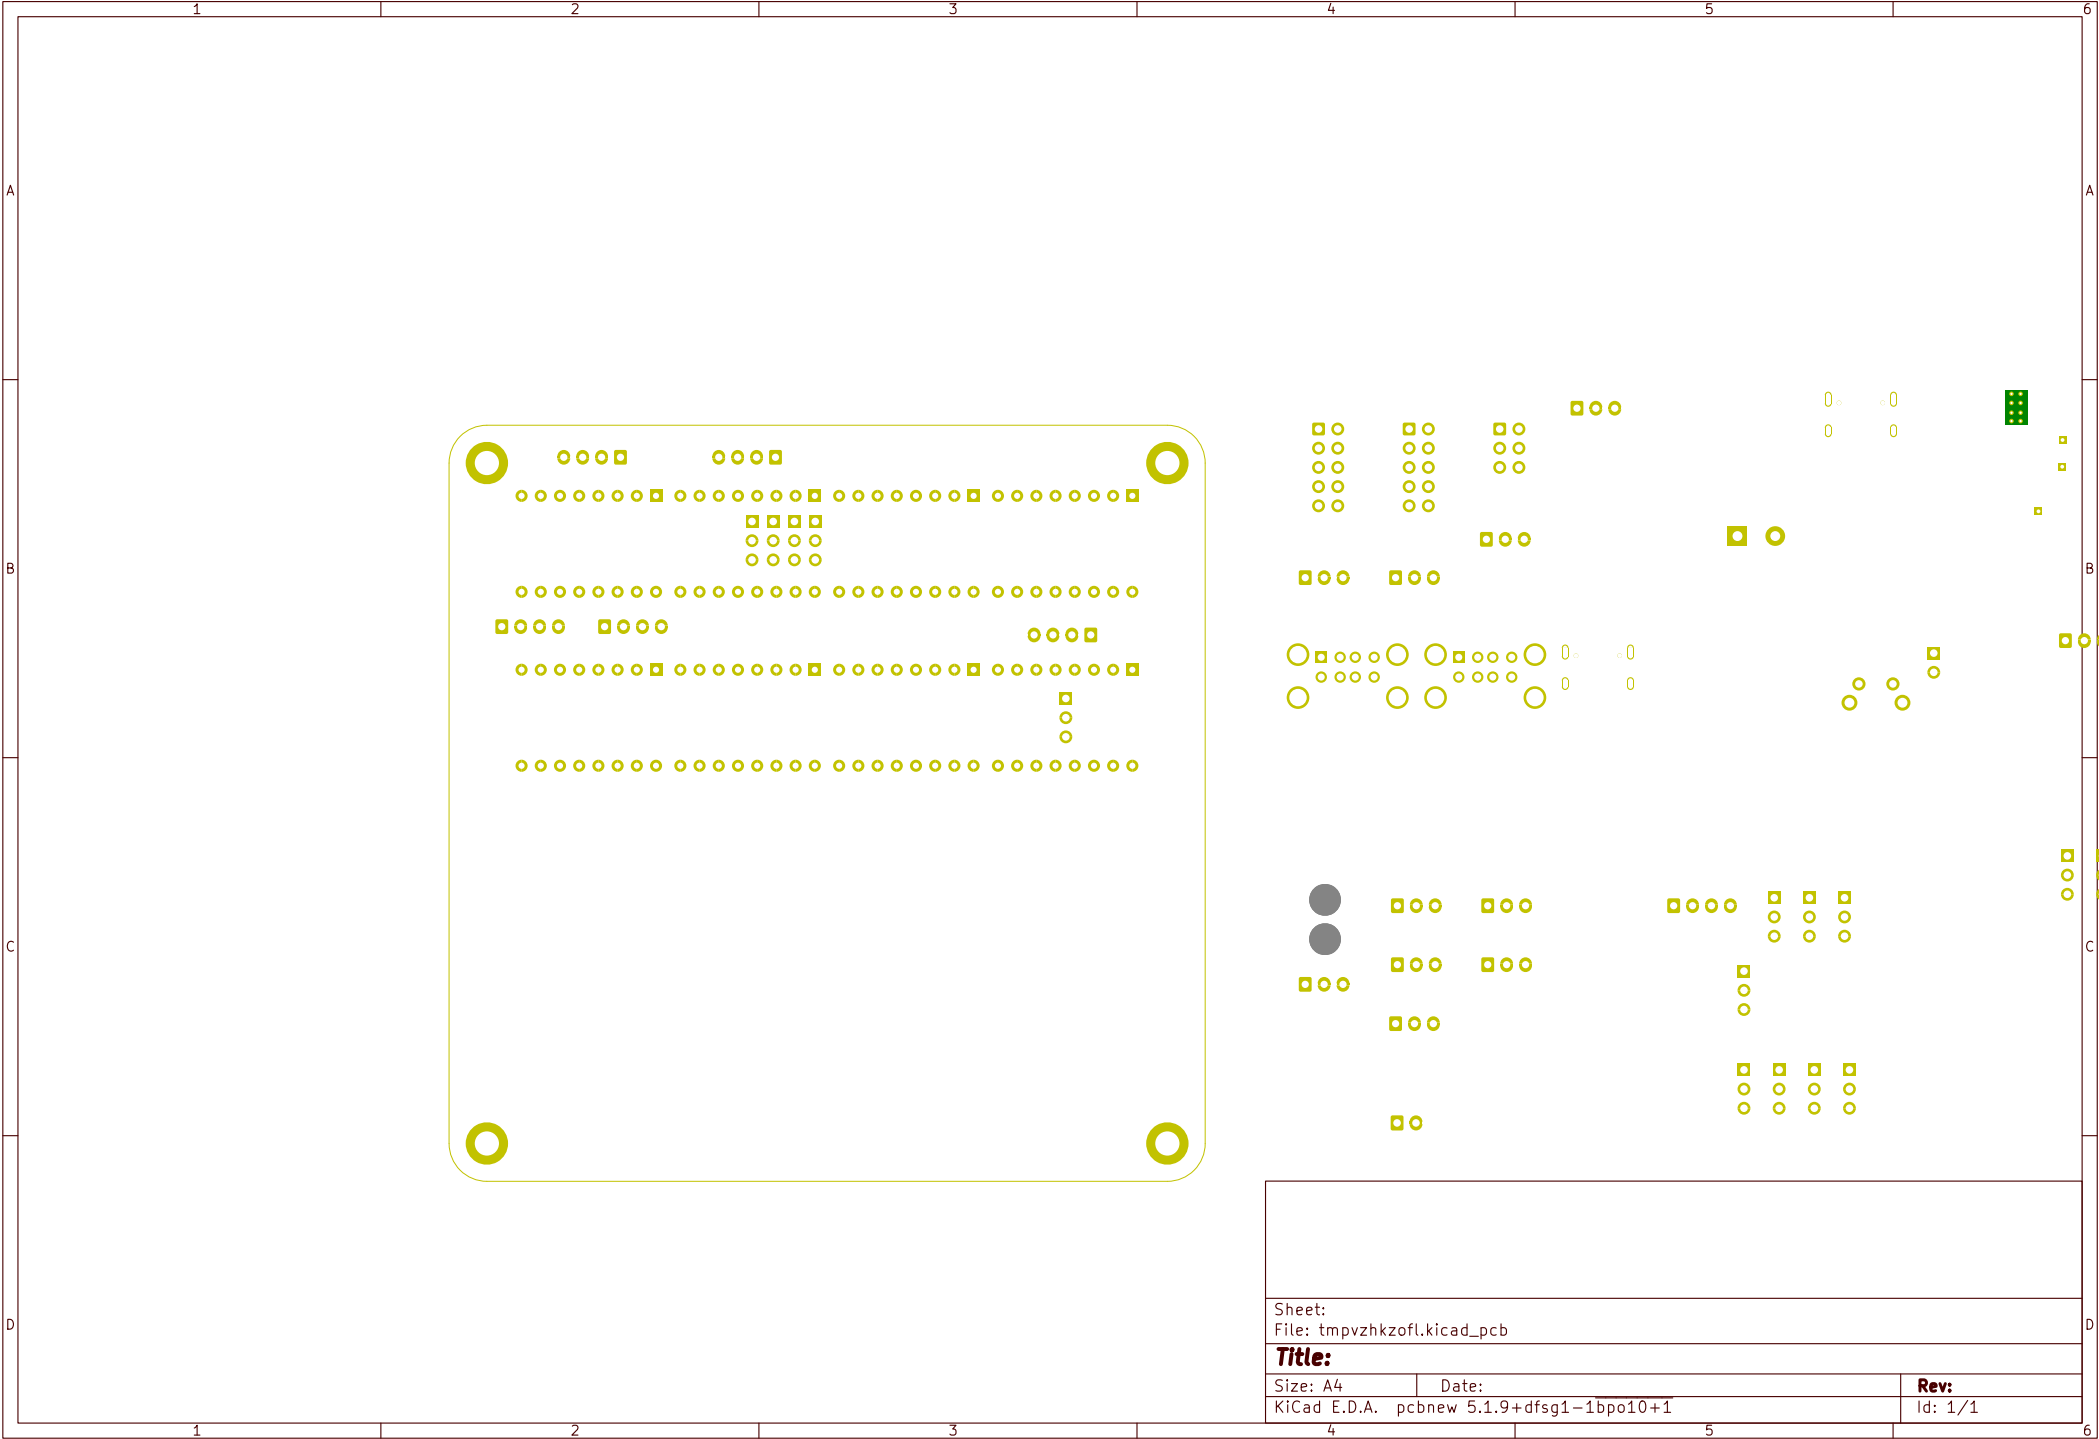 1 2 3 4 5 6
A A
B B
C C
D D
Sheet:
File: tmpvzhkzofl.kicad_pcb
Title:
Size: A4 Date: Rev:
KiCad E.D.A. pcbnew 5.1.9+dfsg1-1bpo10+1 Id: 1/1
1 2 3 4 5 6